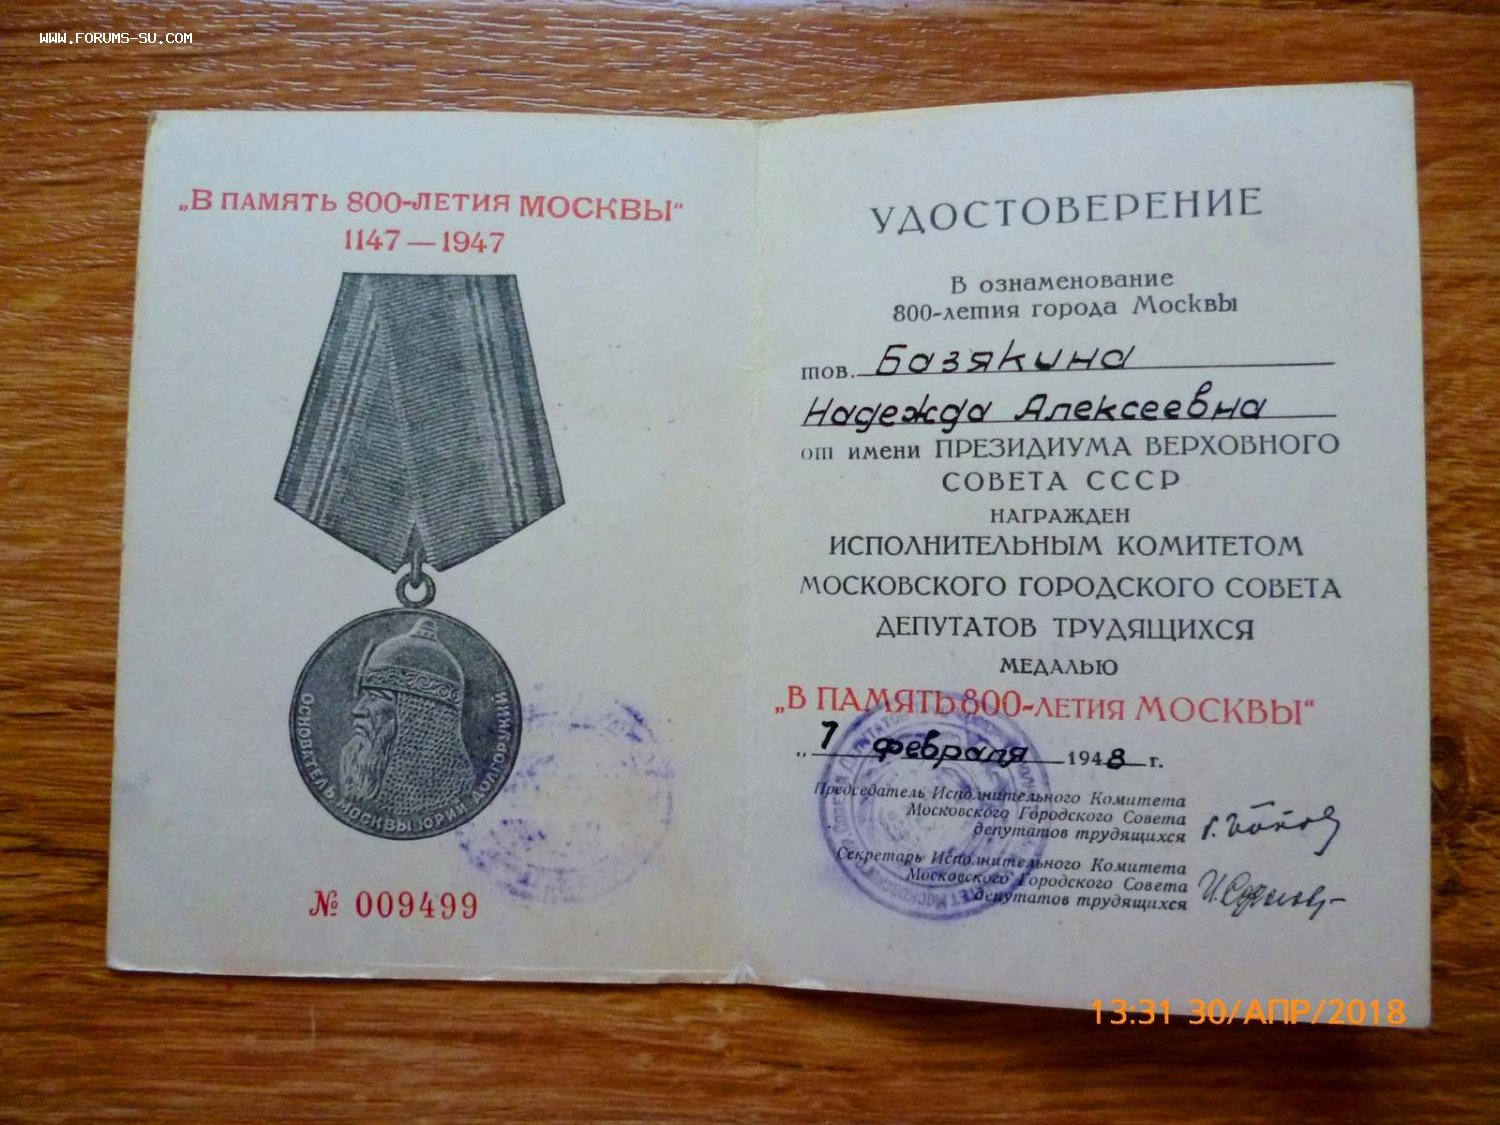 WWW.FORUMS-SU.COM
„В ПАМЯТЬ 800-ЛЕТИЯ МОСКВЫ“
1147 — 1947
ОСНОВАТЕЛЬ МОСКВЫ ЮРИЙ ДОЛГОРУКИЙ
№ 009499
УДОСТОВЕРЕНИЕ
В ознаменование
800-летия города Москвы
тов. Базякина
Надежда Алексеевна
от имени ПРЕЗИДИУМА ВЕРХОВНОГО
СОВЕТА СССР
НАГРАЖДЕН
ИСПОЛНИТЕЛЬНЫМ КОМИТЕТОМ
МОСКОВСКОГО ГОРОДСКОГО СОВЕТА
ДЕПУТАТОВ ТРУДЯЩИХСЯ
МЕДАЛЬЮ
„В ПАМЯТЬ 800-ЛЕТИЯ МОСКВЫ“
„ 7 февраля 1948 г.
Председатель Исполнительного Комитета
Московского Городского Совета
депутатов трудящихся
Секретарь Исполнительного Комитета
Московского Городского Совета
депутатов трудящихся
13:31 30/АПР/2018